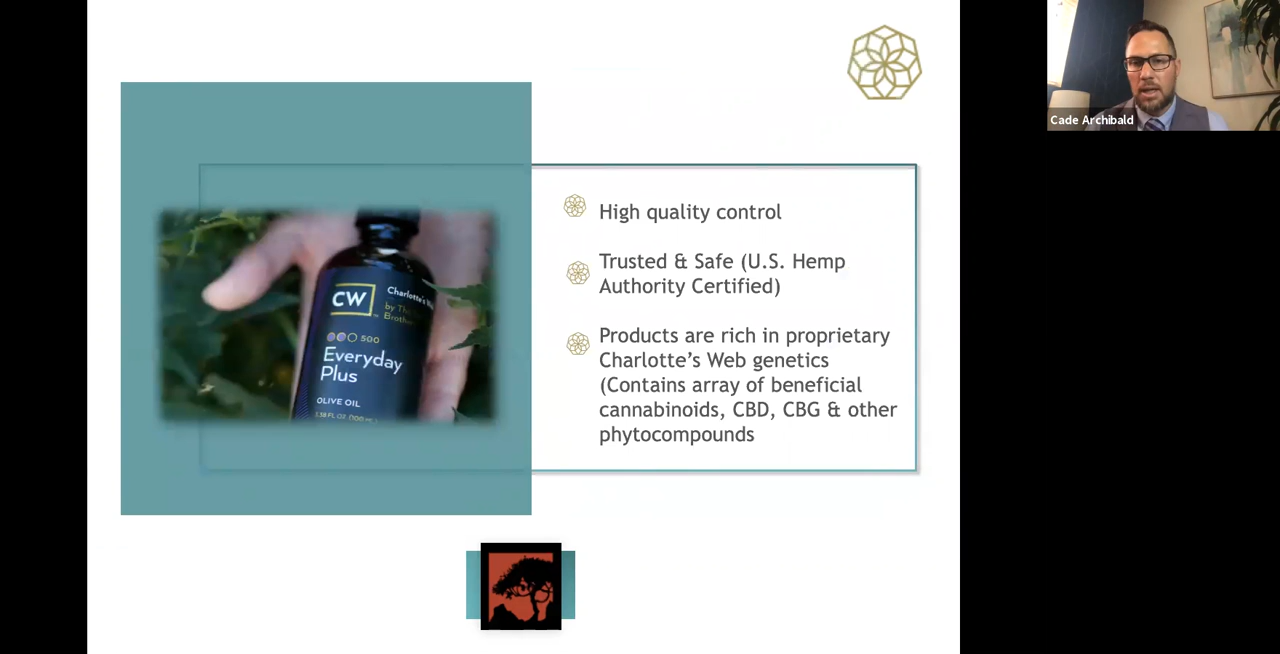 Cade Archibald
High quality control
Trusted & Safe (U.S. Hemp
Authority Certified)
Products are rich in proprietary
Charlotte’s Web genetics
(Contains array of beneficial
cannabinoids, CBD, CBG & other
phytocompounds
CW
Charlotte's
500
Everyday
Plus
OLIVE OIL